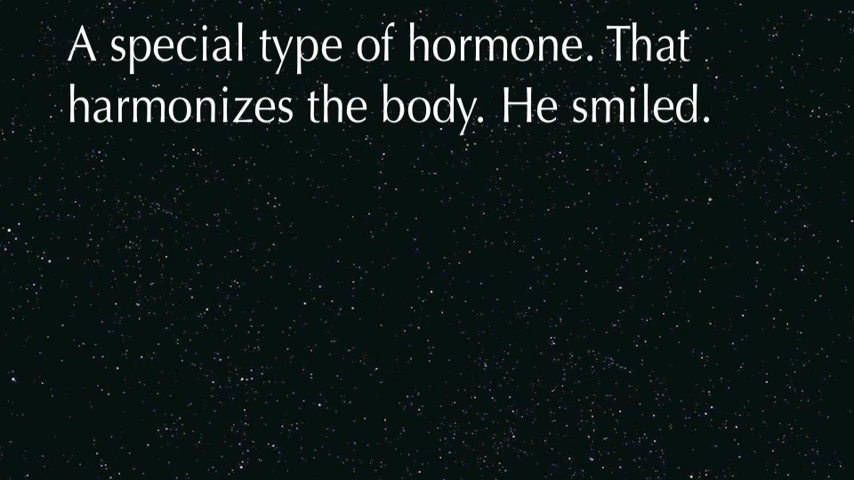 A special type of hormone. That
harmonizes the body. He smiled.